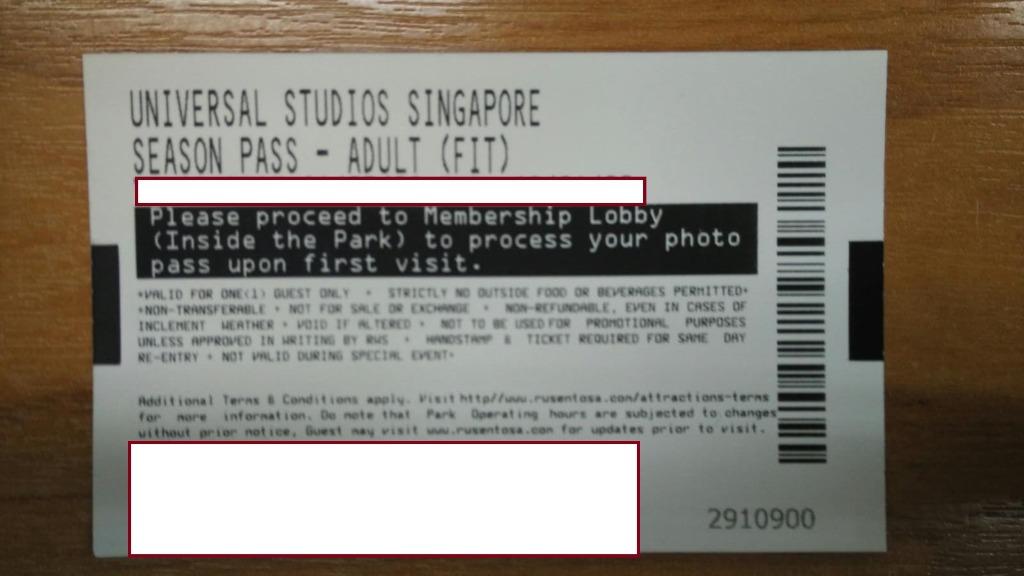 UNIVERSAL STUDIOS SINGAPORE
SEASON PASS - ADULT (FIT)
Please proceed to Membership Lobby
(Inside the Park) to process your photo
pass upon first visit.
*VALID FOR ONE(1) GUEST ONLY * STRICTLY NO OUTSIDE FOOD OR BEVERAGES PERMITTED*
*NON-TRANSFERABLE * NOT FOR SALE OR EXCHANGE * NON-REFUNDABLE, EVEN IN CASES OF
INCLEMENT WEATHER * VOID IF ALTERED * NOT TO BE USED FOR PROMOTIONAL PURPOSES
UNLESS APPROVED IN WRITING BY RWS * HANDSTAMP & TICKET REQUIRED FOR SAME DAY
RE-ENTRY * NOT VALID DURING SPECIAL EVENT*
Additional Terms & Conditions apply. Visit http//www.rwsentosa.com/attractions-terms
for more information. Do note that Park Operating hours are subjected to changes
without prior notice, Guest may visit www.rwsentosa.com for updates prior to visit.
2910900